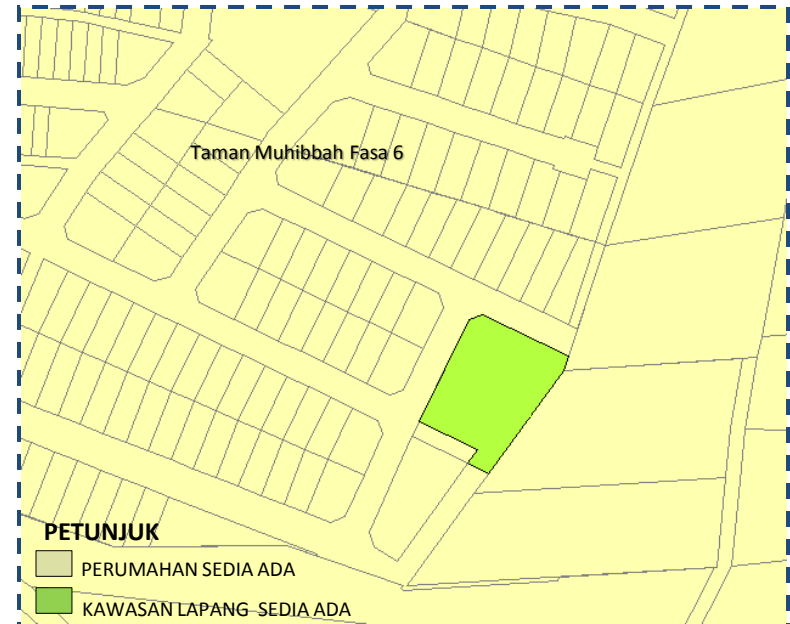 Taman Muhibbah Fasa 6
PETUNJUK
PERUMAHAN SEDIA ADA
KAWASAN LAPANG SEDIA ADA